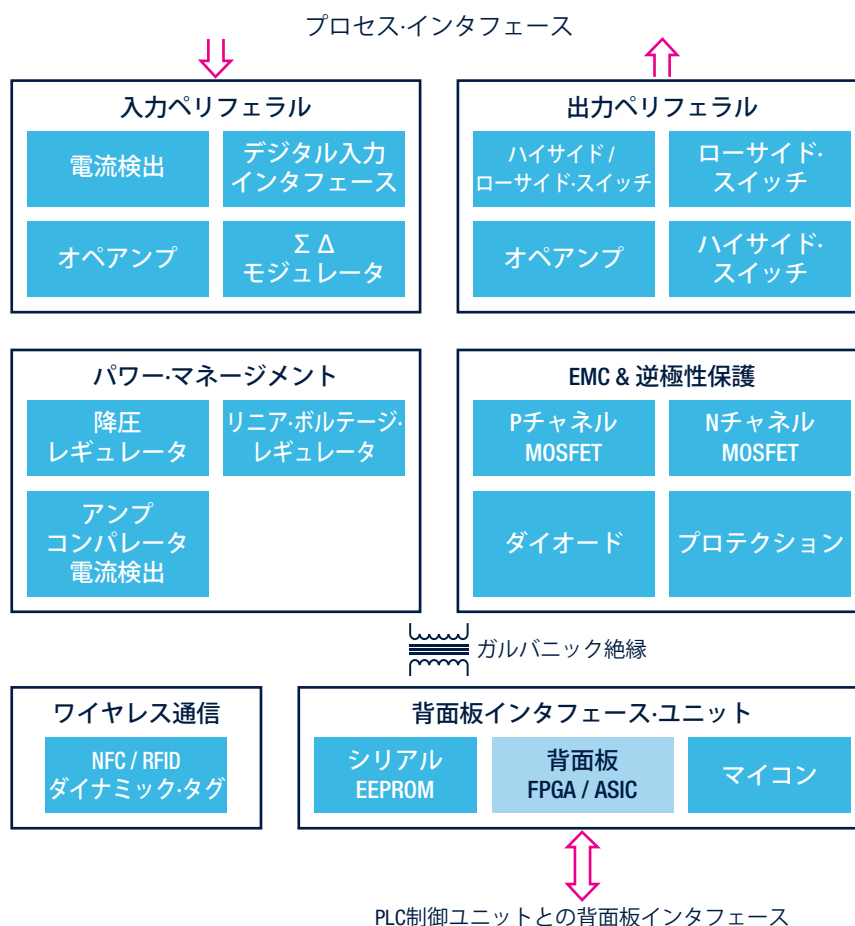 プロセス·インタフェース
入力ペリフェラル
電流検出
デジタル入力
インタフェース
オペアンプ
Σ Δ
モジュレータ
出力ペリフェラル
ハイサイド /
ローサイド·スイッチ
ローサイド·
スイッチ
オペアンプ
ハイサイド·
スイッチ
パワー·マネージメント
降圧
レギュレータ
リニア·ボルテージ·
レギュレータ
アンプ
コンパレータ
電流検出
EMC & 逆極性保護
Pチャネル
MOSFET
Nチャネル
MOSFET
ダイオード
プロテクション
ガルバニック絶縁
ワイヤレス通信
NFC / RFID
ダイナミック·タグ
背面板インタフェース·ユニット
シリアル
EEPROM
背面板
FPGA / ASIC
マイコン
PLC制御ユニットとの背面板インタフェース